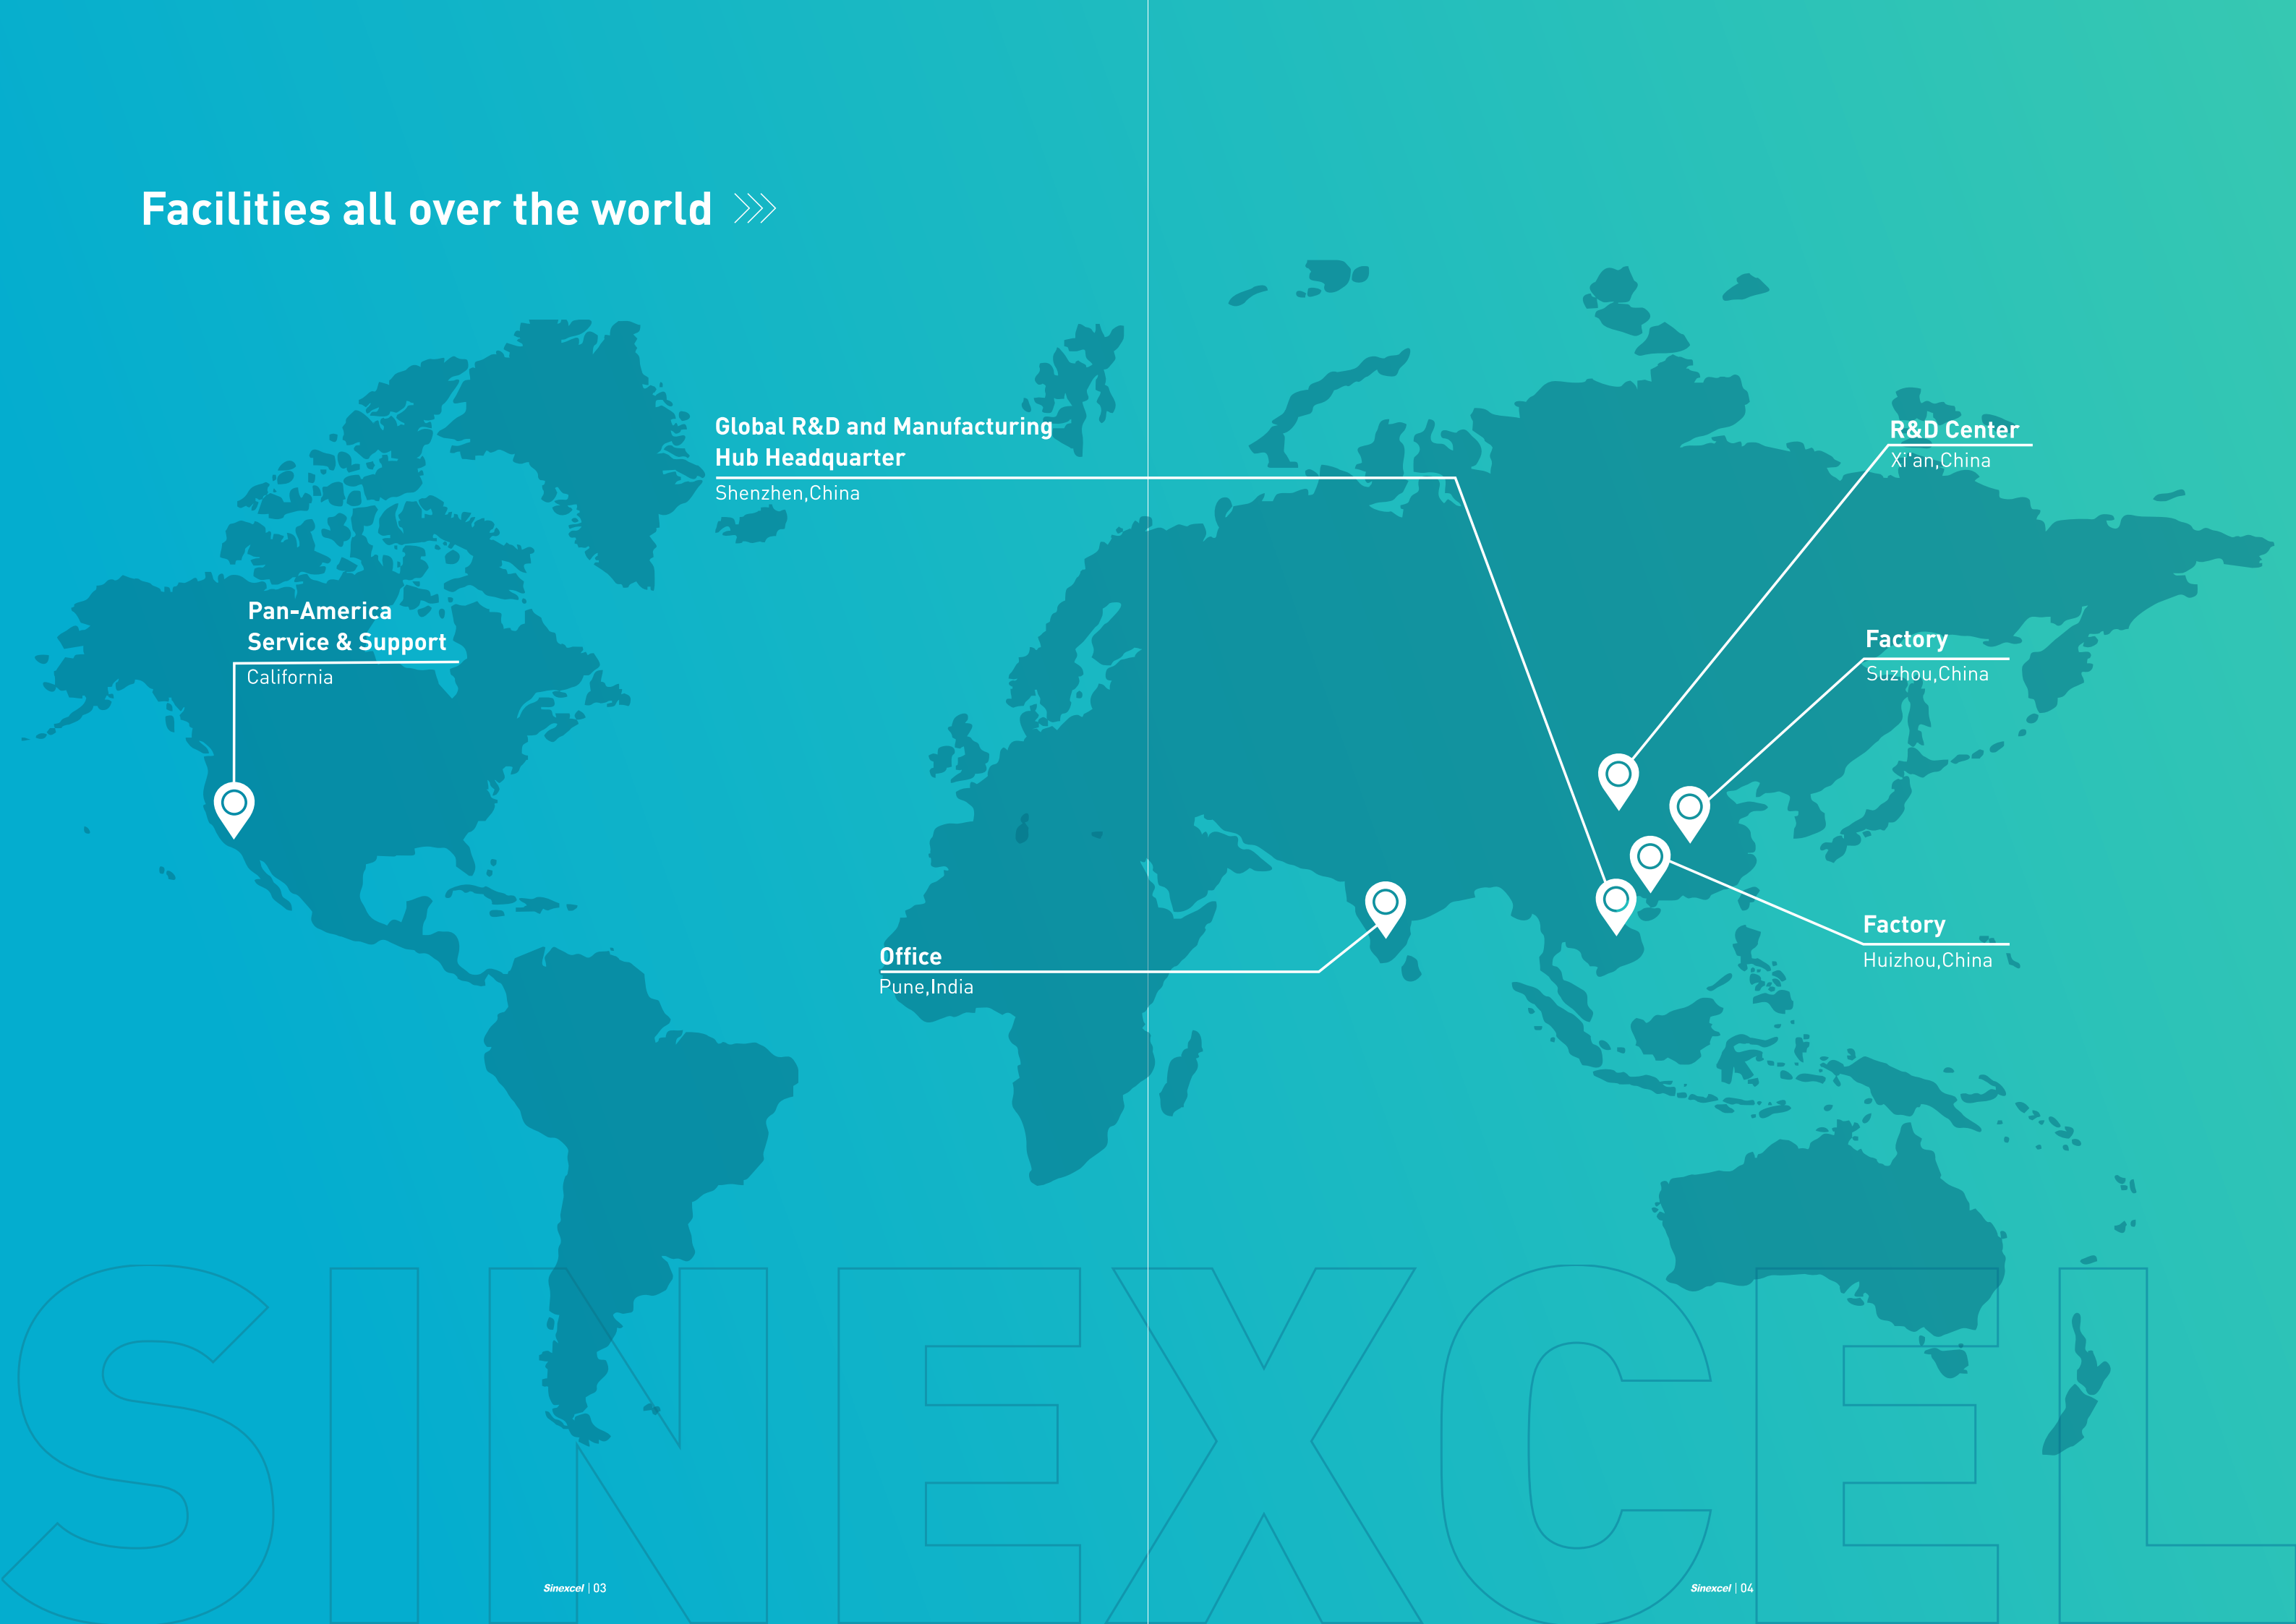 Facilities all over the world
Global R&D and Manufacturing
Hub Headquarter
Shenzhen,China
R&D Center
Xi'an,China
Pan-America
Service & Support
California
Factory
Suzhou,China
Office
Pune,India
Factory
Huizhou,China
SINEXCEL
Sinexcel | 03
Sinexcel | 04